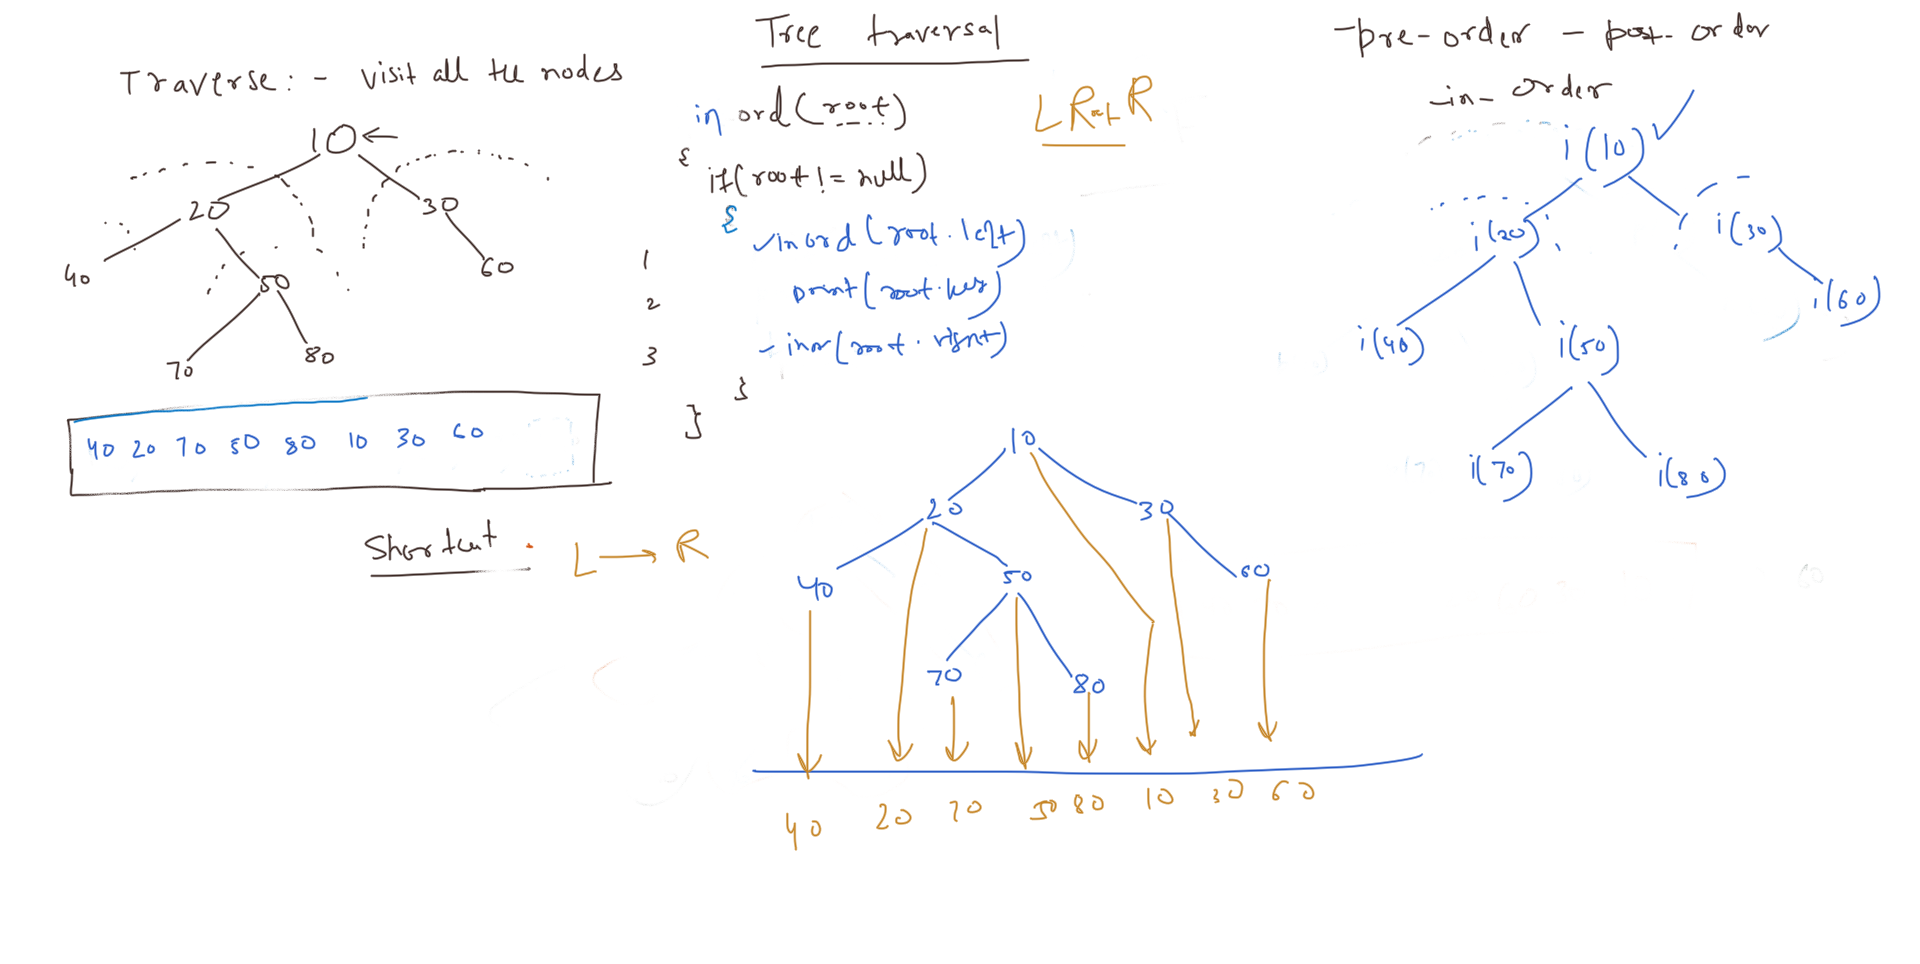 Tree traversal
-pre-order - post-order
-in-order
Traverse: - visit all the nodes
10
20
30
40
50
60
70
80
40 20 70 50 80 10 30 60
in ord(root)
{
if(root != null)
{
1 inord(root.left)
2 print(root.key)
3 - inor(root.right)
}
}
L Root R
i(10)
i(20)
i(30)
i(40)
i(50)
i(60)
i(70)
i(80)
Shortcut . L → R
10
20
30
40
50
60
70
80
40 20 70 50 80 10 30 60